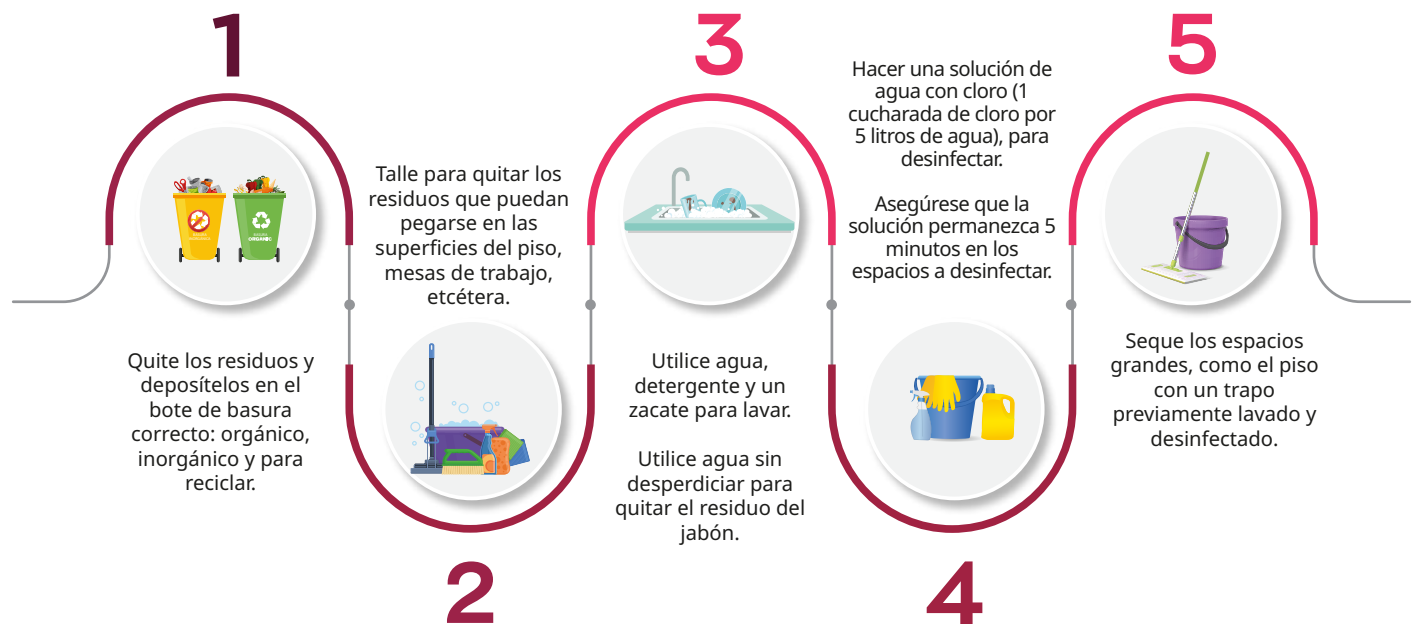 1
Quite los residuos y
deposítelos en el
bote de basura
correcto: orgánico,
inorgánico y para
reciclar.
Talle para quitar los
residuos que puedan
pegarse en las
superficies del piso,
mesas de trabajo,
etcétera.
2
3
Utilice agua,
detergente y un
zacate para lavar.
Utilice agua sin
desperdiciar para
quitar el residuo del
jabón.
Hacer una solución de
agua con cloro (1
cucharada de cloro por
5 litros de agua), para
desinfectar.
Asegúrese que la
solución permanezca 5
minutos en los
espacios a desinfectar.
4
5
Seque los espacios
grandes, como el piso
con un trapo
previamente lavado y
desinfectado.
ORGANIC